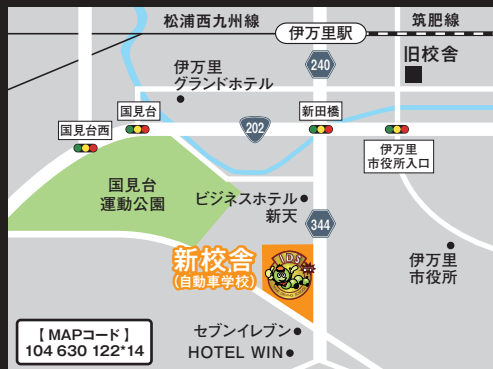 松浦西九州線
筑肥線
伊万里駅
240
旧校舎
伊万里
グランドホテル
国見台
国見台西
202
新田橋
伊万里
市役所入口
国見台
運動公園
ビジネスホテル
新天
344
新校舎
(自動車学校)
IDS
伊万里
市役所
【 MAPコード 】
104 630 122*14
セブンイレブン
HOTEL WIN